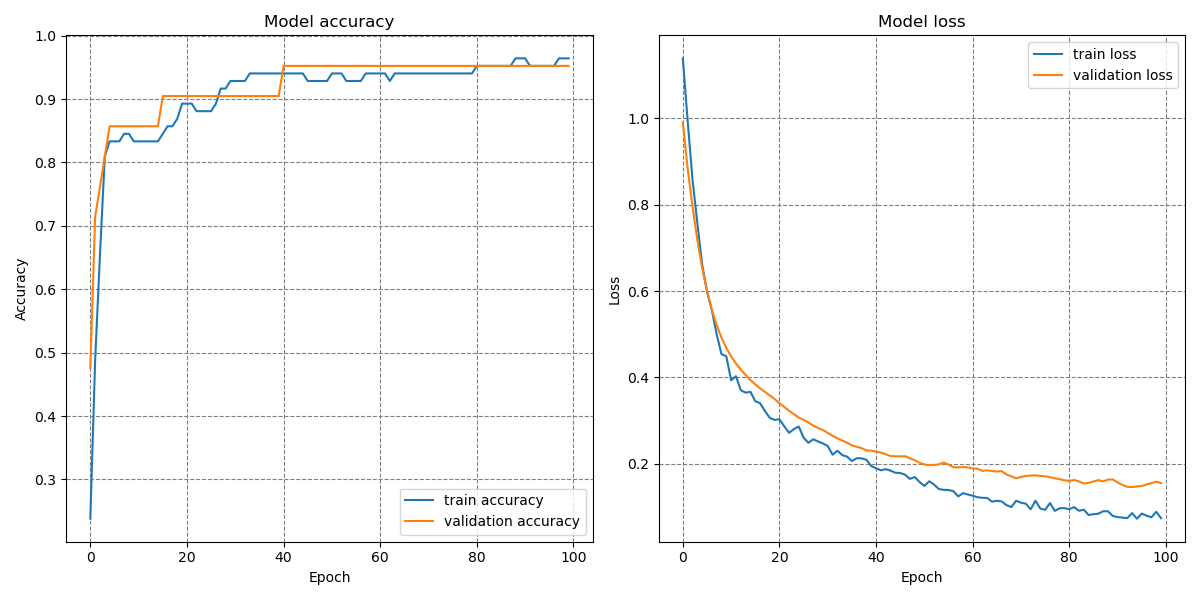 Model accuracy
Accuracy
1.0
0.9
0.8
0.7
0.6
0.5
0.4
0.3
0 20 40 60 80 100
Epoch
train accuracy
validation accuracy
Model loss
Loss
1.0
0.8
0.6
0.4
0.2
0 20 40 60 80 100
Epoch
train loss
validation loss